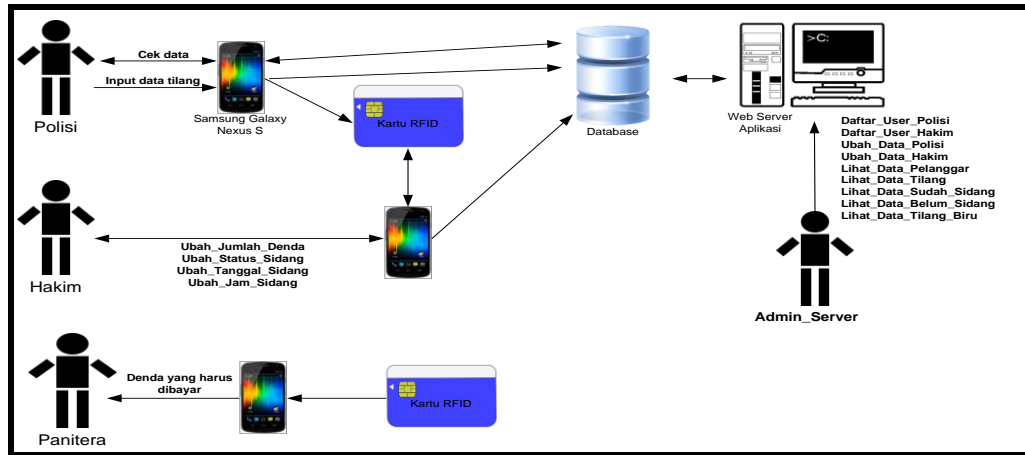 Cek data
Input data tilang
Polisi
Samsung Galaxy
Nexus S
Kartu RFID
Database
>C:
Web Server
Aplikasi
Daftar_User_Polisi
Daftar_User_Hakim
Ubah_Data_Polisi
Ubah_Data_Hakim
Lihat_Data_Pelanggar
Lihat_Data_Tilang
Lihat_Data_Sudah_Sidang
Lihat_Data_Belum_Sidang
Lihat_Data_Tilang_Biru
Admin_Server
Ubah_Jumlah_Denda
Ubah_Status_Sidang
Ubah_Tanggal_Sidang
Ubah_Jam_Sidang
Hakim
Denda yang harus
dibayar
Kartu RFID
Panitera